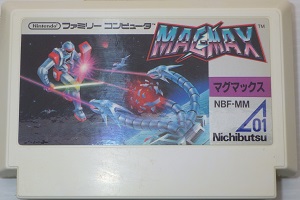 Nintendo ファミリー コンピュータ ™
MAGMAX
マグマックス
NBF-MM
01
Nichibutsu